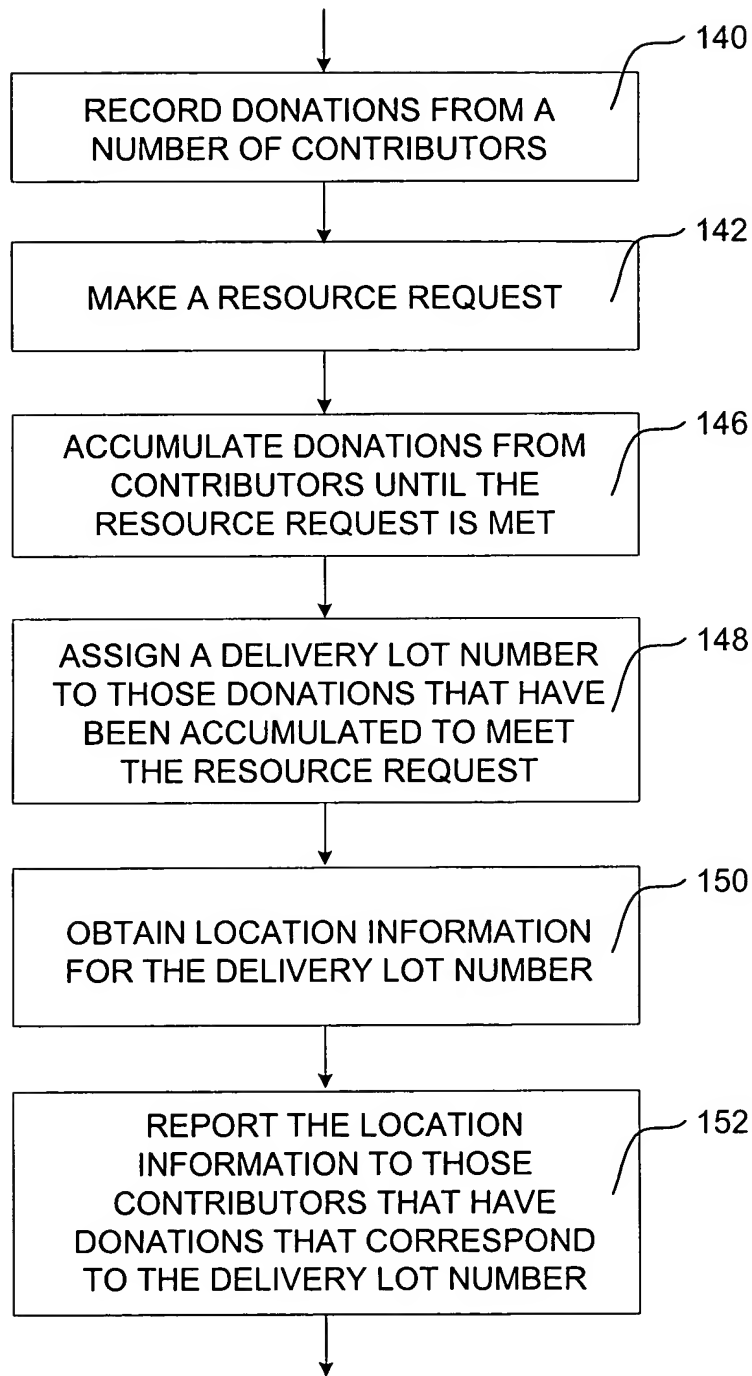 140
RECORD DONATIONS FROM A
NUMBER OF CONTRIBUTORS
142
MAKE A RESOURCE REQUEST
146
ACCUMULATE DONATIONS FROM
CONTRIBUTORS UNTIL THE
RESOURCE REQUEST IS MET
148
ASSIGN A DELIVERY LOT NUMBER
TO THOSE DONATIONS THAT HAVE
BEEN ACCUMULATED TO MEET
THE RESOURCE REQUEST
150
OBTAIN LOCATION INFORMATION
FOR THE DELIVERY LOT NUMBER
152
REPORT THE LOCATION
INFORMATION TO THOSE
CONTRIBUTORS THAT HAVE
DONATIONS THAT CORRESPOND
TO THE DELIVERY LOT NUMBER